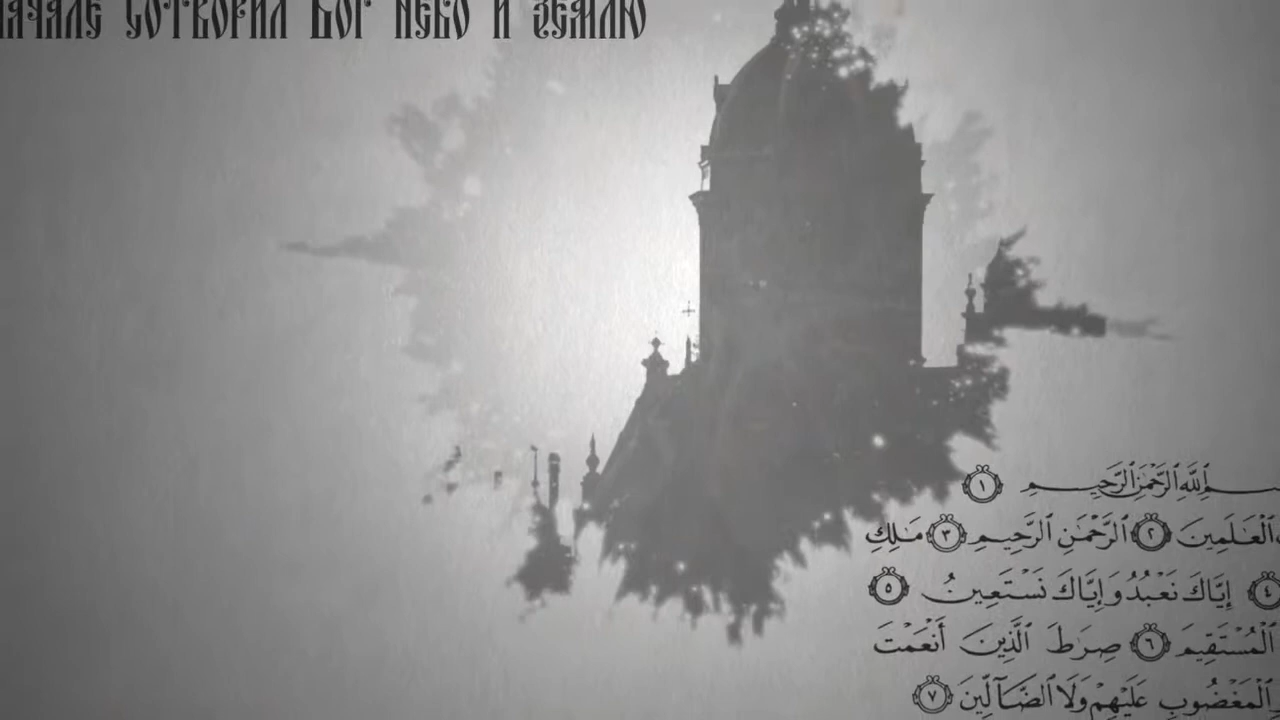 НАЧАЛЕ СОТВОРИЛ БОГ НЕБО И ЗЕМЛЮ
ٱللَّهِ ٱلرَّحْمَٰنِ ٱلرَّحِيمِ ١
ٱلْعَٰلَمِينَ ٢ ٱلرَّحْمَٰنِ ٱلرَّحِيمِ ٣ مَٰلِكِ
٤ إِيَّاكَ نَعْبُدُ وَإِيَّاكَ نَسْتَعِينُ ٥
ٱلْمُسْتَقِيمَ ٦ صِرَٰطَ ٱلَّذِينَ أَنْعَمْتَ
ٱلْمَغْضُوبِ عَلَيْهِمْ وَلَا ٱلضَّآلِّينَ ٧